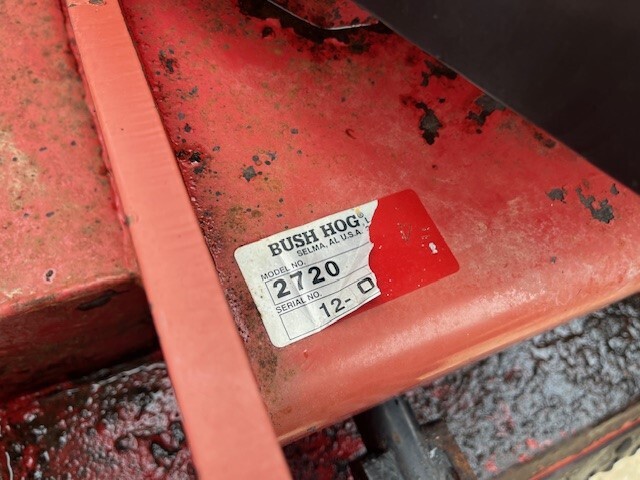 BUSH HOG®
SELMA, AL U.S.A.
MODEL NO.
2720
SERIAL NO.
12-